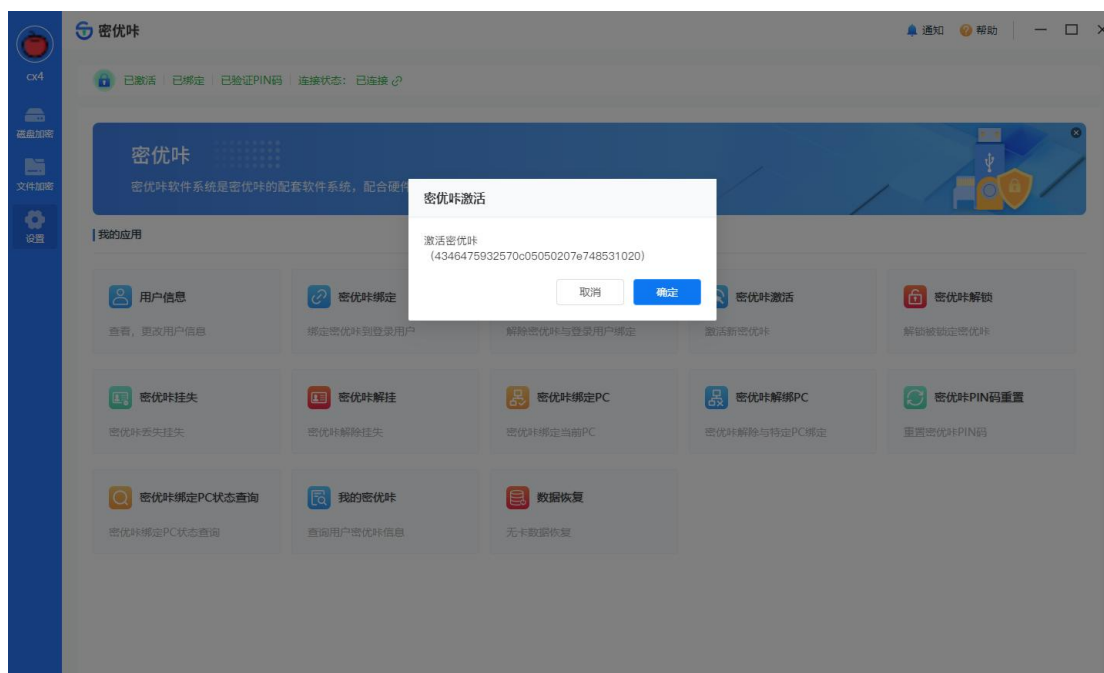 密优咔
通知
帮助
cx4
已激活
已绑定
已验证PIN码
连接状态: 已连接
磁盘加密
文件加密
设置
密优咔
密优咔软件系统是密优咔的配套软件系统, 配合硬件
密优咔激活
激活密优咔
(4346475932570c05050207e748531020)
取消
确定
我的应用
用户信息
查看, 更改用户信息
密优咔绑定
绑定密优咔到登录用户
解除密优咔与登录用户绑定
密优咔激活
激活新密优咔
密优咔解锁
解锁被锁定密优咔
密优咔挂失
密优咔丢失挂失
密优咔解挂
密优咔解除挂失
密优咔绑定PC
密优咔绑定当前PC
密优咔解绑PC
密优咔解除与特定PC绑定
密优咔PIN码重置
重置密优咔PIN码
密优咔绑定PC状态查询
密优咔绑定PC状态查询
我的密优咔
查询用户密优咔信息
数据恢复
无卡数据恢复